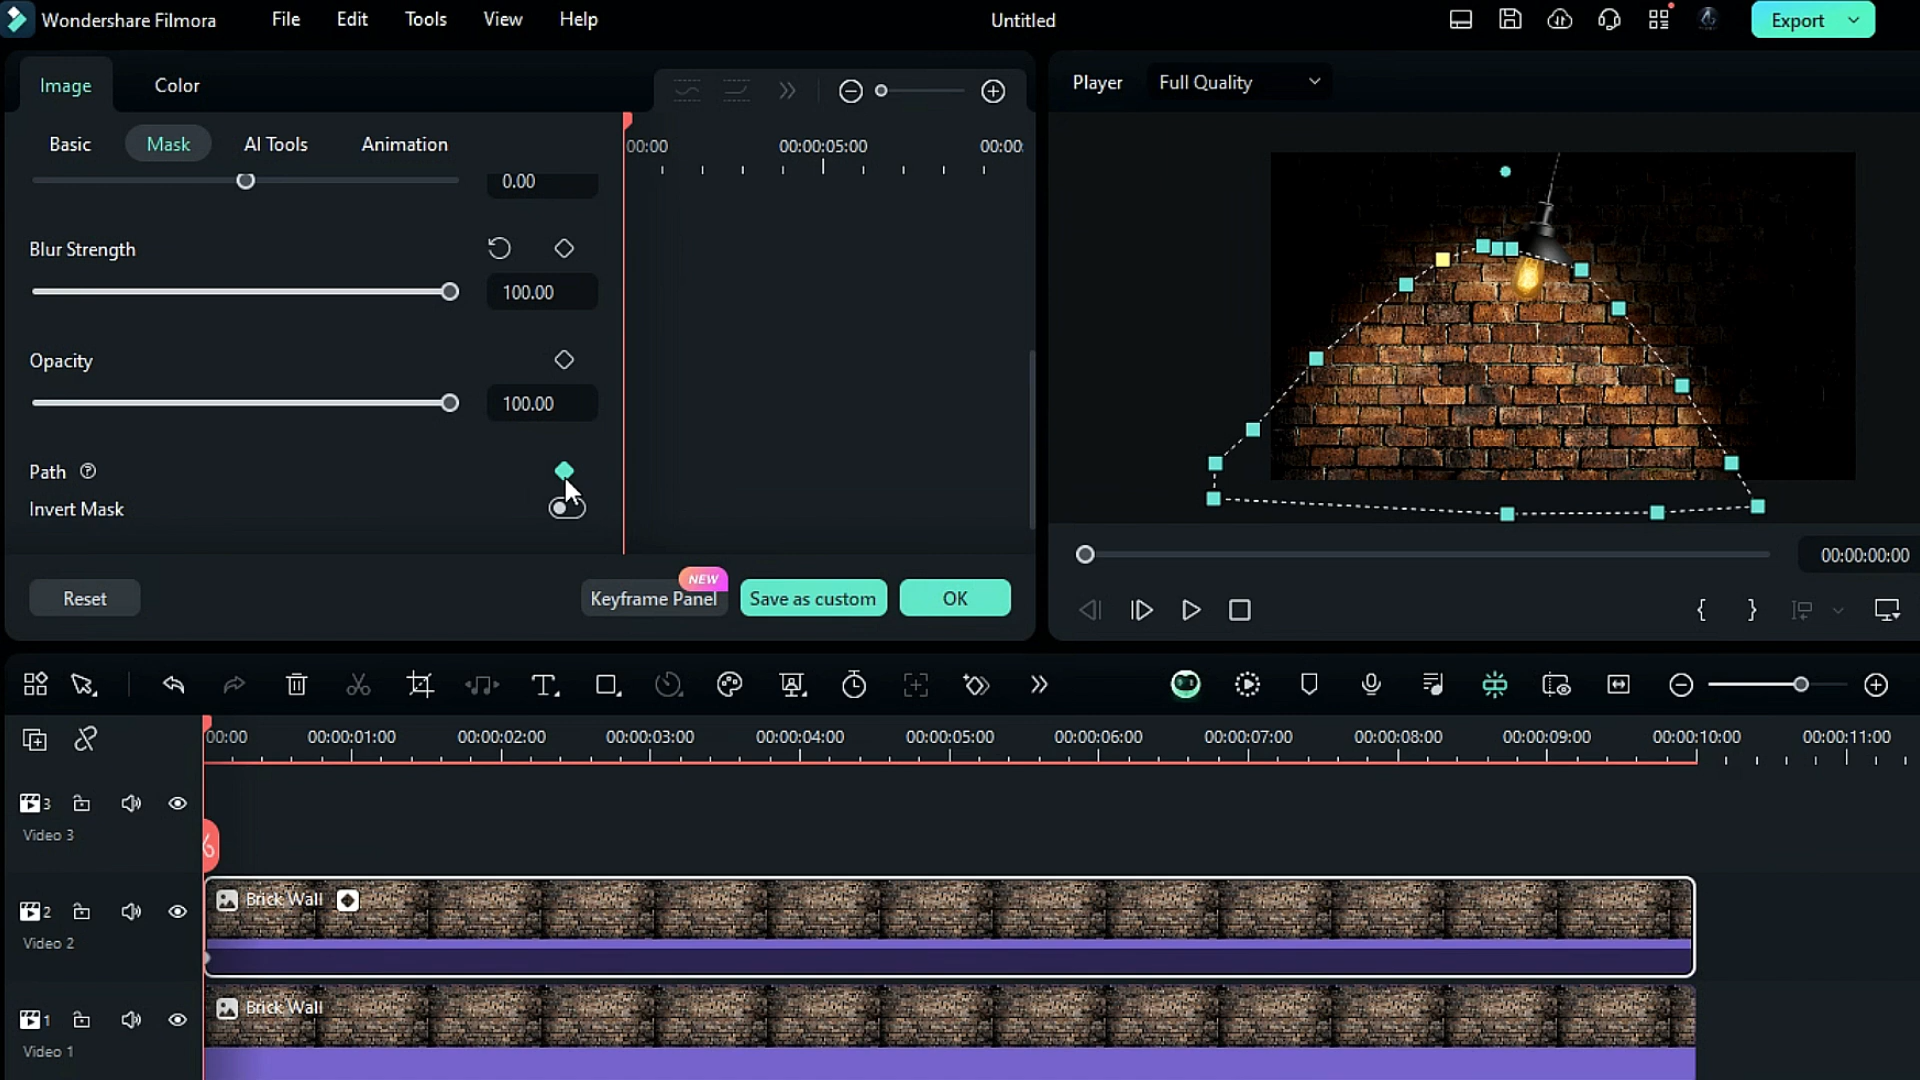 Wondershare Filmora
File
Edit
Tools
View
Help
Untitled
Export
Image
Color
Player
Full Quality
Basic
Mask
AI Tools
Animation
00:00
00:00:05:00
00:00
0.00
Blur Strength
100.00
Opacity
100.00
Path
Invert Mask
00:00:00:00
Reset
Keyframe Panel
NEW
Save as custom
OK
00:00
00:00:01:00
00:00:02:00
00:00:03:00
00:00:04:00
00:00:05:00
00:00:06:00
00:00:07:00
00:00:08:00
00:00:09:00
00:00:10:00
00:00:11:00
3
Video 3
2
Video 2
Brick Wall
1
Video 1
Brick Wall